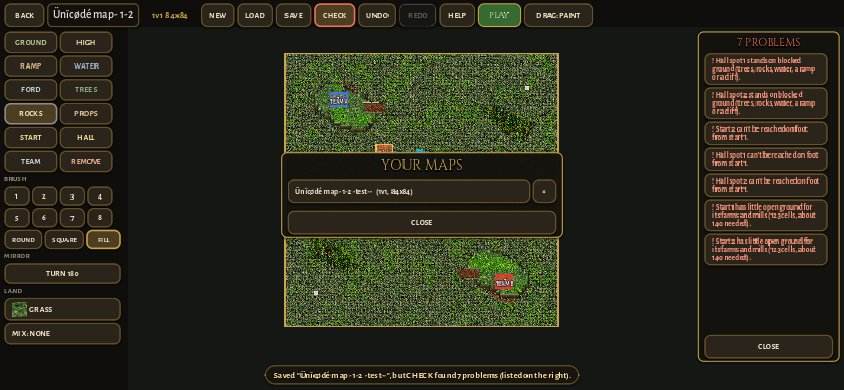 BACK
Ünïcødé map- 1-2
1v1 84x84
NEW
LOAD
SAVE
CHECK
UNDO
REDO
HELP
PLAY
DRAG: PAINT
GROUND
HIGH
RAMP
WATER
FORD
TREES
ROCKS
PROPS
START
HALL
TEAM
REMOVE
BRUSH
1
2
3
4
5
6
7
8
ROUND
SQUARE
FILL
MIRROR
TURN 180
LAND
GRASS
MIX: NONE
YOUR MAPS
Ünïcødé map-1-2 -test-- (1v1, 84x84)
CLOSE
7 PROBLEMS
! Hall spot 1 stands on blocked
ground (trees, rocks, water, a ramp
or a cliff).
! Hall spot 2 stands on blocked
ground (trees, rocks, water, a ramp
or a cliff).
! Start 2 can't be reached on foot
from start 1.
! Hall spot 1 can't be reached on foot
from start 1.
! Hall spot 2 can't be reached on foot
from start 1.
! Start 1 has little open ground for
its farms and mills (123 cells, about
140 needed).
! Start 2 has little open ground for
its farms and mills (123 cells, about
140 needed).
CLOSE
Saved "Ünïcødé map -1-2 -test--", but CHECK found 7 problems (listed on the right).